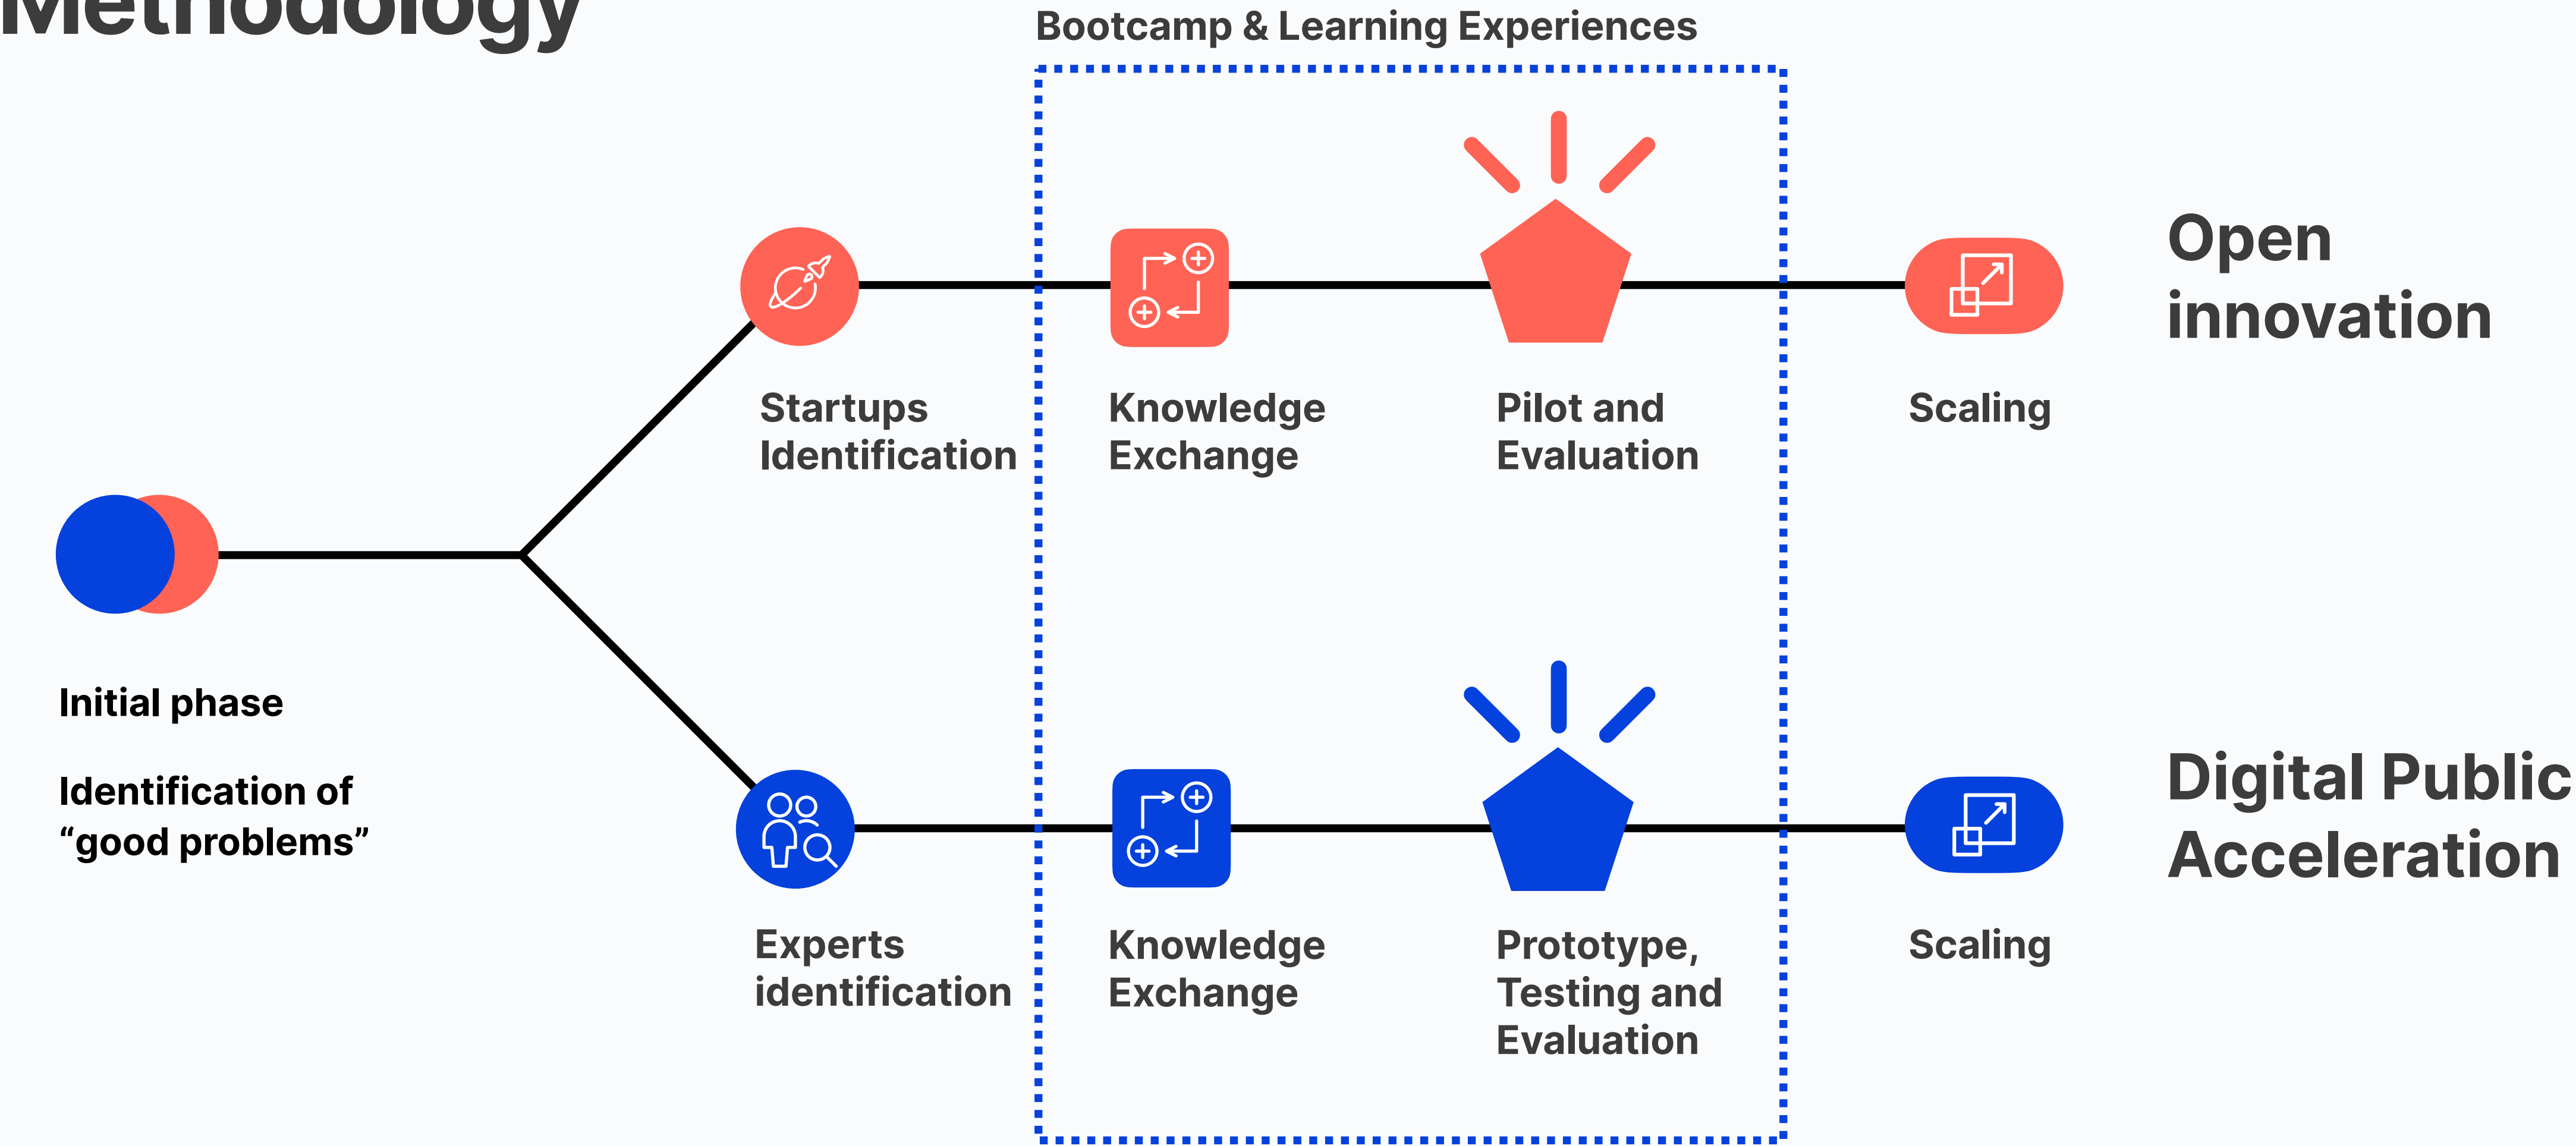 Methodology
Bootcamp & Learning Experiences
Open
innovation
Startups
Identification
Knowledge
Exchange
Pilot and
Evaluation
Scaling
Initial phase
Identification of
“good problems”
Digital Public
Acceleration
Experts
identification
Knowledge
Exchange
Prototype,
Testing and
Evaluation
Scaling